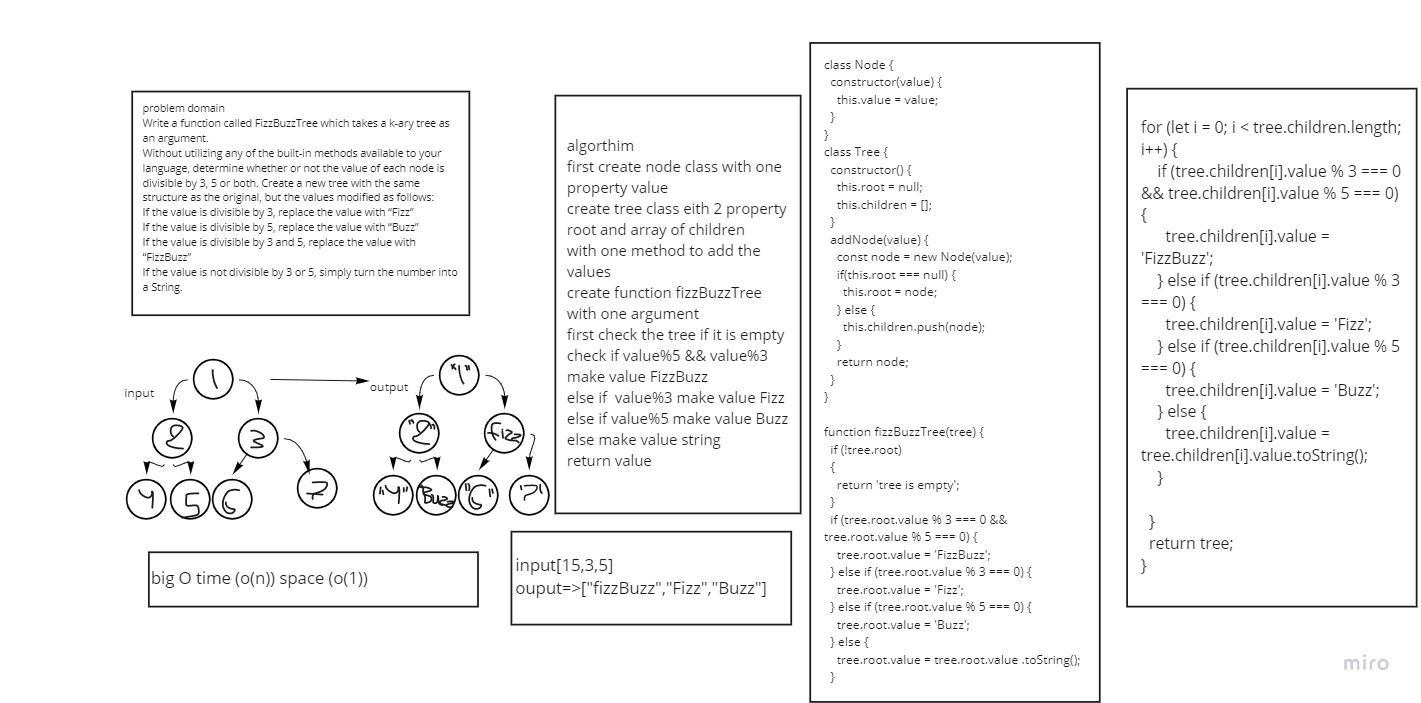 problem domain
Write a function called FizzBuzzTree which takes a k-ary tree as
an argument.
Without utilizing any of the built-in methods available to your
language, determine whether or not the value of each node is
divisible by 3, 5 or both. Create a new tree with the same
structure as the original, but the values modified as follows:
If the value is divisible by 3, replace the value with “Fizz”
If the value is divisible by 5, replace the value with “Buzz”
If the value is divisible by 3 and 5, replace the value with
“FizzBuzz”
If the value is not divisible by 3 or 5, simply turn the number into
a String.
input
1
2
3
4
5
6
7
output
"1"
"2"
Fizz
"4"
Buzz
"6"
"7"
big O time (o(n)) space (o(1))
algorthim
first create node class with one
property value
create tree class eith 2 property
root and array of children
with one method to add the
values
create function fizzBuzzTree
with one argument
first check the tree if it is empty
check if value%5 && value%3
make value FizzBuzz
else if  value%3 make value Fizz
else if value%5 make value Buzz
else make value string
return value
input[15,3,5]
ouput=>["fizzBuzz","Fizz","Buzz"]
class Node {
constructor(value) {
this.value = value;
}
}
class Tree {
constructor() {
this.root = null;
this.children = [];
}
addNode(value) {
const node = new Node(value);
if(this.root === null) {
this.root = node;
} else {
this.children.push(node);
}
return node;
}
}
function fizzBuzzTree(tree) {
if (!tree.root)
{
return 'tree is empty';
}
if (tree.root.value % 3 === 0 &&
tree.root.value % 5 === 0) {
tree.root.value = 'FizzBuzz';
} else if (tree.root.value % 3 === 0) {
tree.root.value = 'Fizz';
} else if (tree.root.value % 5 === 0) {
tree.root.value = 'Buzz';
} else {
tree.root.value = tree.root.value .toString();
}
for (let i = 0; i < tree.children.length;
i++) {
if (tree.children[i].value % 3 === 0
&& tree.children[i].value % 5 === 0)
{
tree.children[i].value =
'FizzBuzz';
} else if (tree.children[i].value % 3
=== 0) {
tree.children[i].value = 'Fizz';
} else if (tree.children[i].value % 5
=== 0) {
tree.children[i].value = 'Buzz';
} else {
tree.children[i].value =
tree.children[i].value.toString();
}
}
return tree;
}
miro